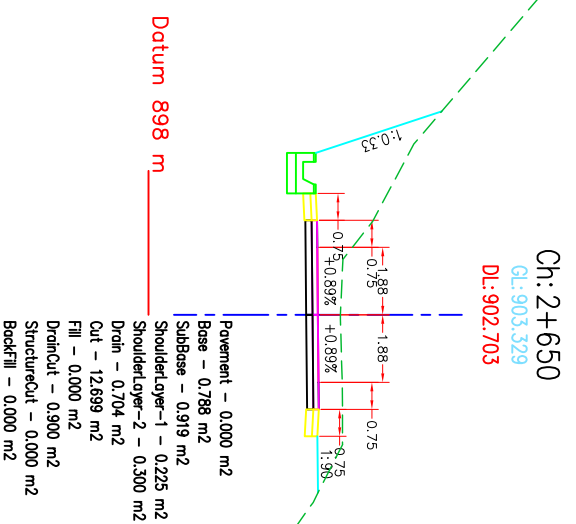 Ch: 2+650
GL: 903.329
DL: 902.703
1.88
1.88
0.75
0.75
0.75
0.75
+0.89%
+0.89%
1:0.33
1:90
Datum 898 m
Pavement - 0.000 m2
Base - 0.788 m2
SubBase - 0.919 m2
ShoulderLayer-1 - 0.225 m2
ShoulderLayer-2 - 0.300 m2
Drain - 0.704 m2
Cut - 12.699 m2
Fill - 0.000 m2
DrainCut - 0.900 m2
StructureCut - 0.000 m2
BackFill - 0.000 m2